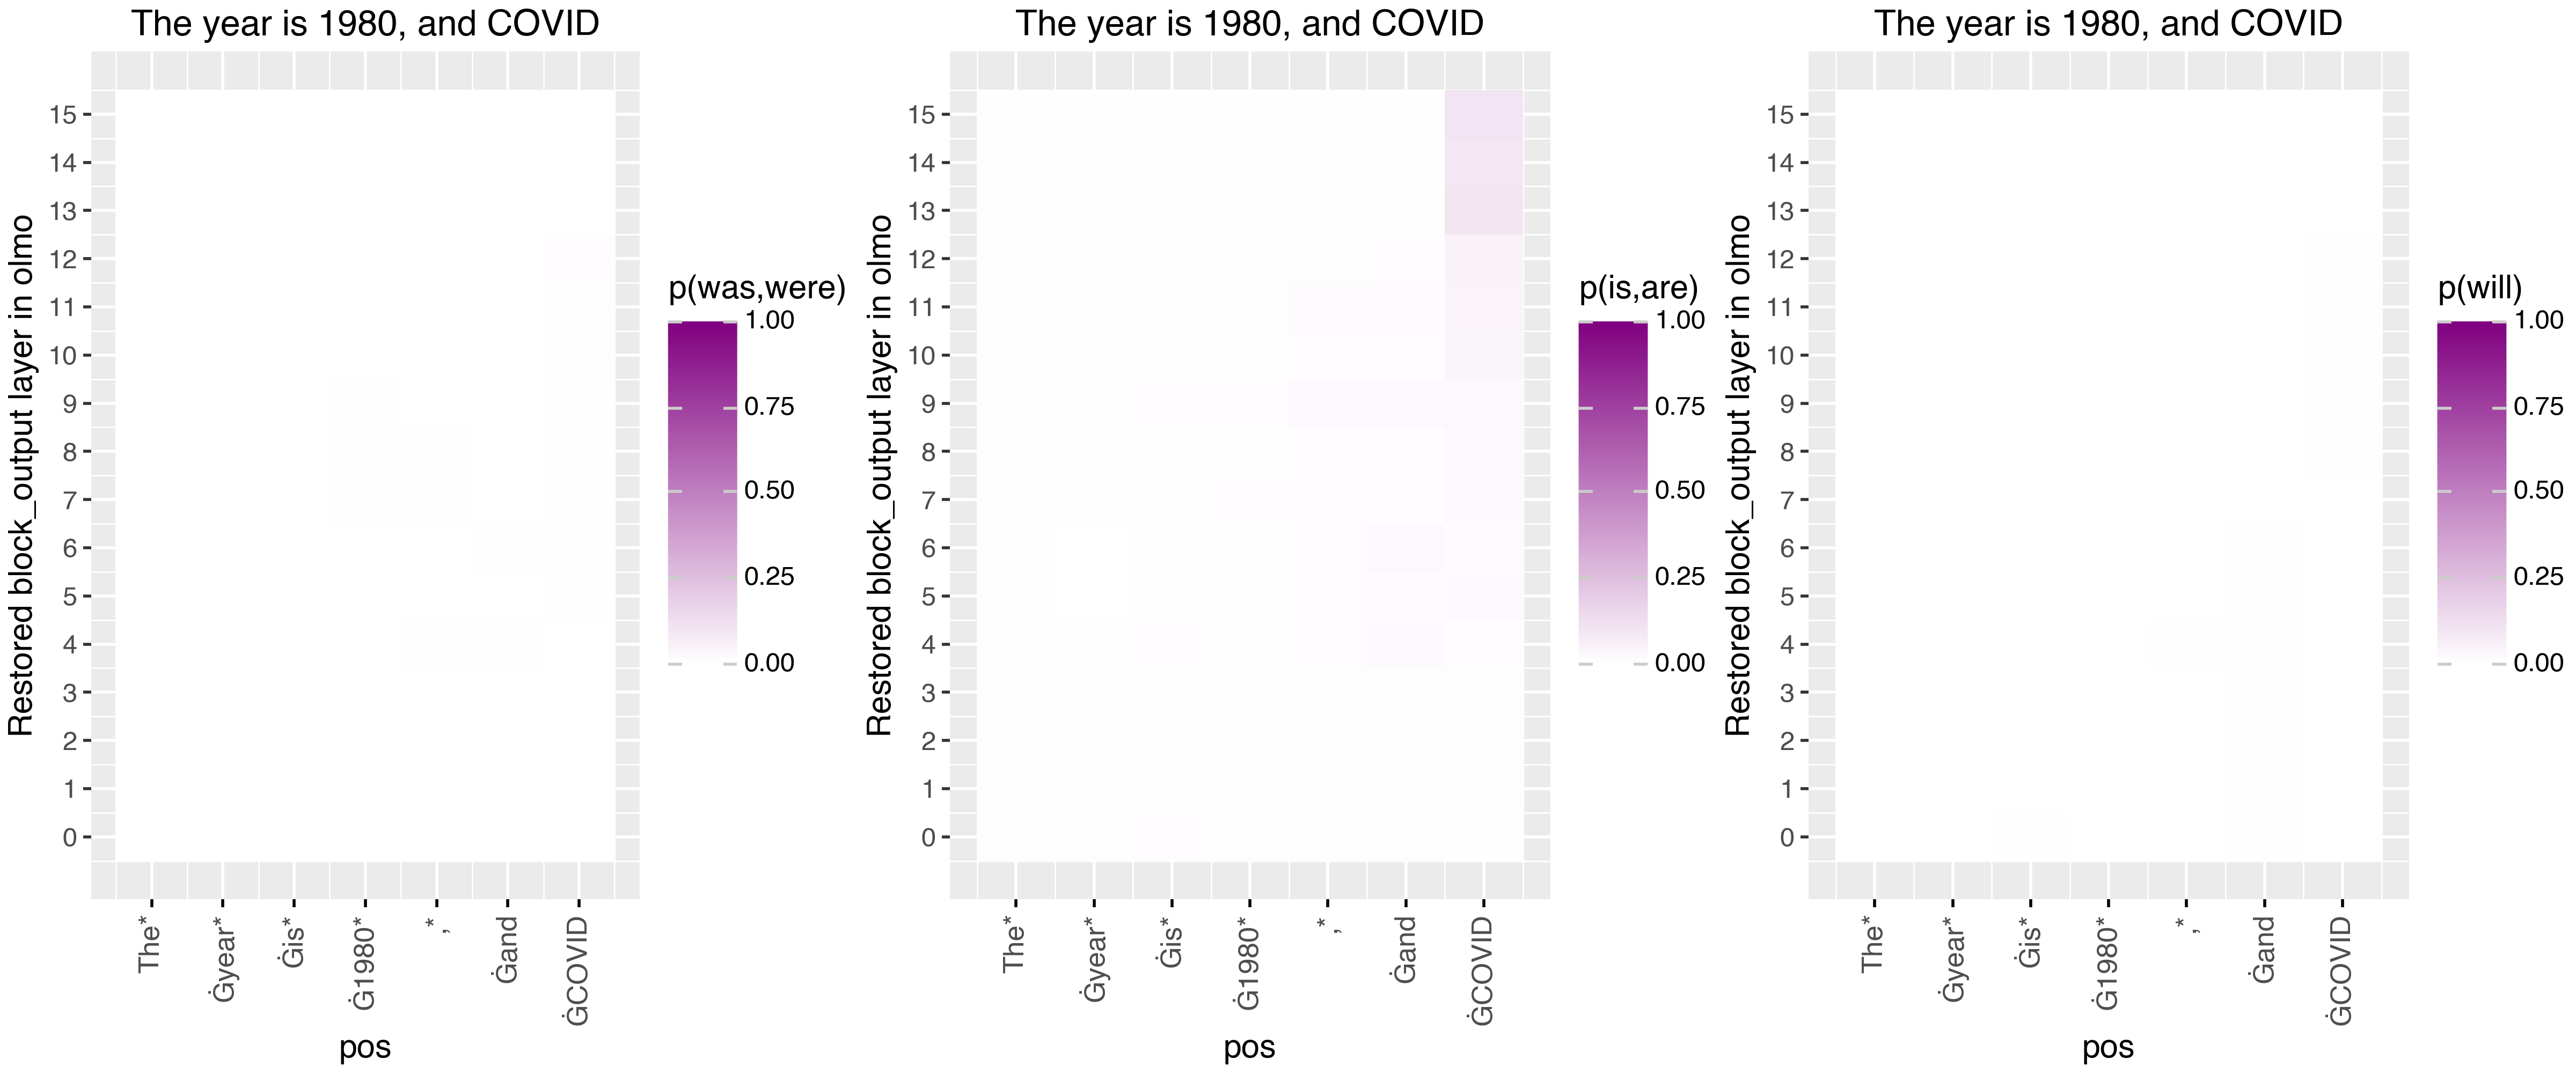 The year is 1980, and COVID
Restored block_output layer in olmo
15
14
13
12
11
10
9
8
7
6
5
4
3
2
1
0
The*
Ġyear*
Ġis*
Ġ1980*
,*
Ġand
ĠCOVID
pos
p(was,were)
1.00
0.75
0.50
0.25
0.00
The year is 1980, and COVID
Restored block_output layer in olmo
15
14
13
12
11
10
9
8
7
6
5
4
3
2
1
0
The*
Ġyear*
Ġis*
Ġ1980*
,*
Ġand
ĠCOVID
pos
p(is,are)
1.00
0.75
0.50
0.25
0.00
The year is 1980, and COVID
Restored block_output layer in olmo
15
14
13
12
11
10
9
8
7
6
5
4
3
2
1
0
The*
Ġyear*
Ġis*
Ġ1980*
,*
Ġand
ĠCOVID
pos
p(will)
1.00
0.75
0.50
0.25
0.00